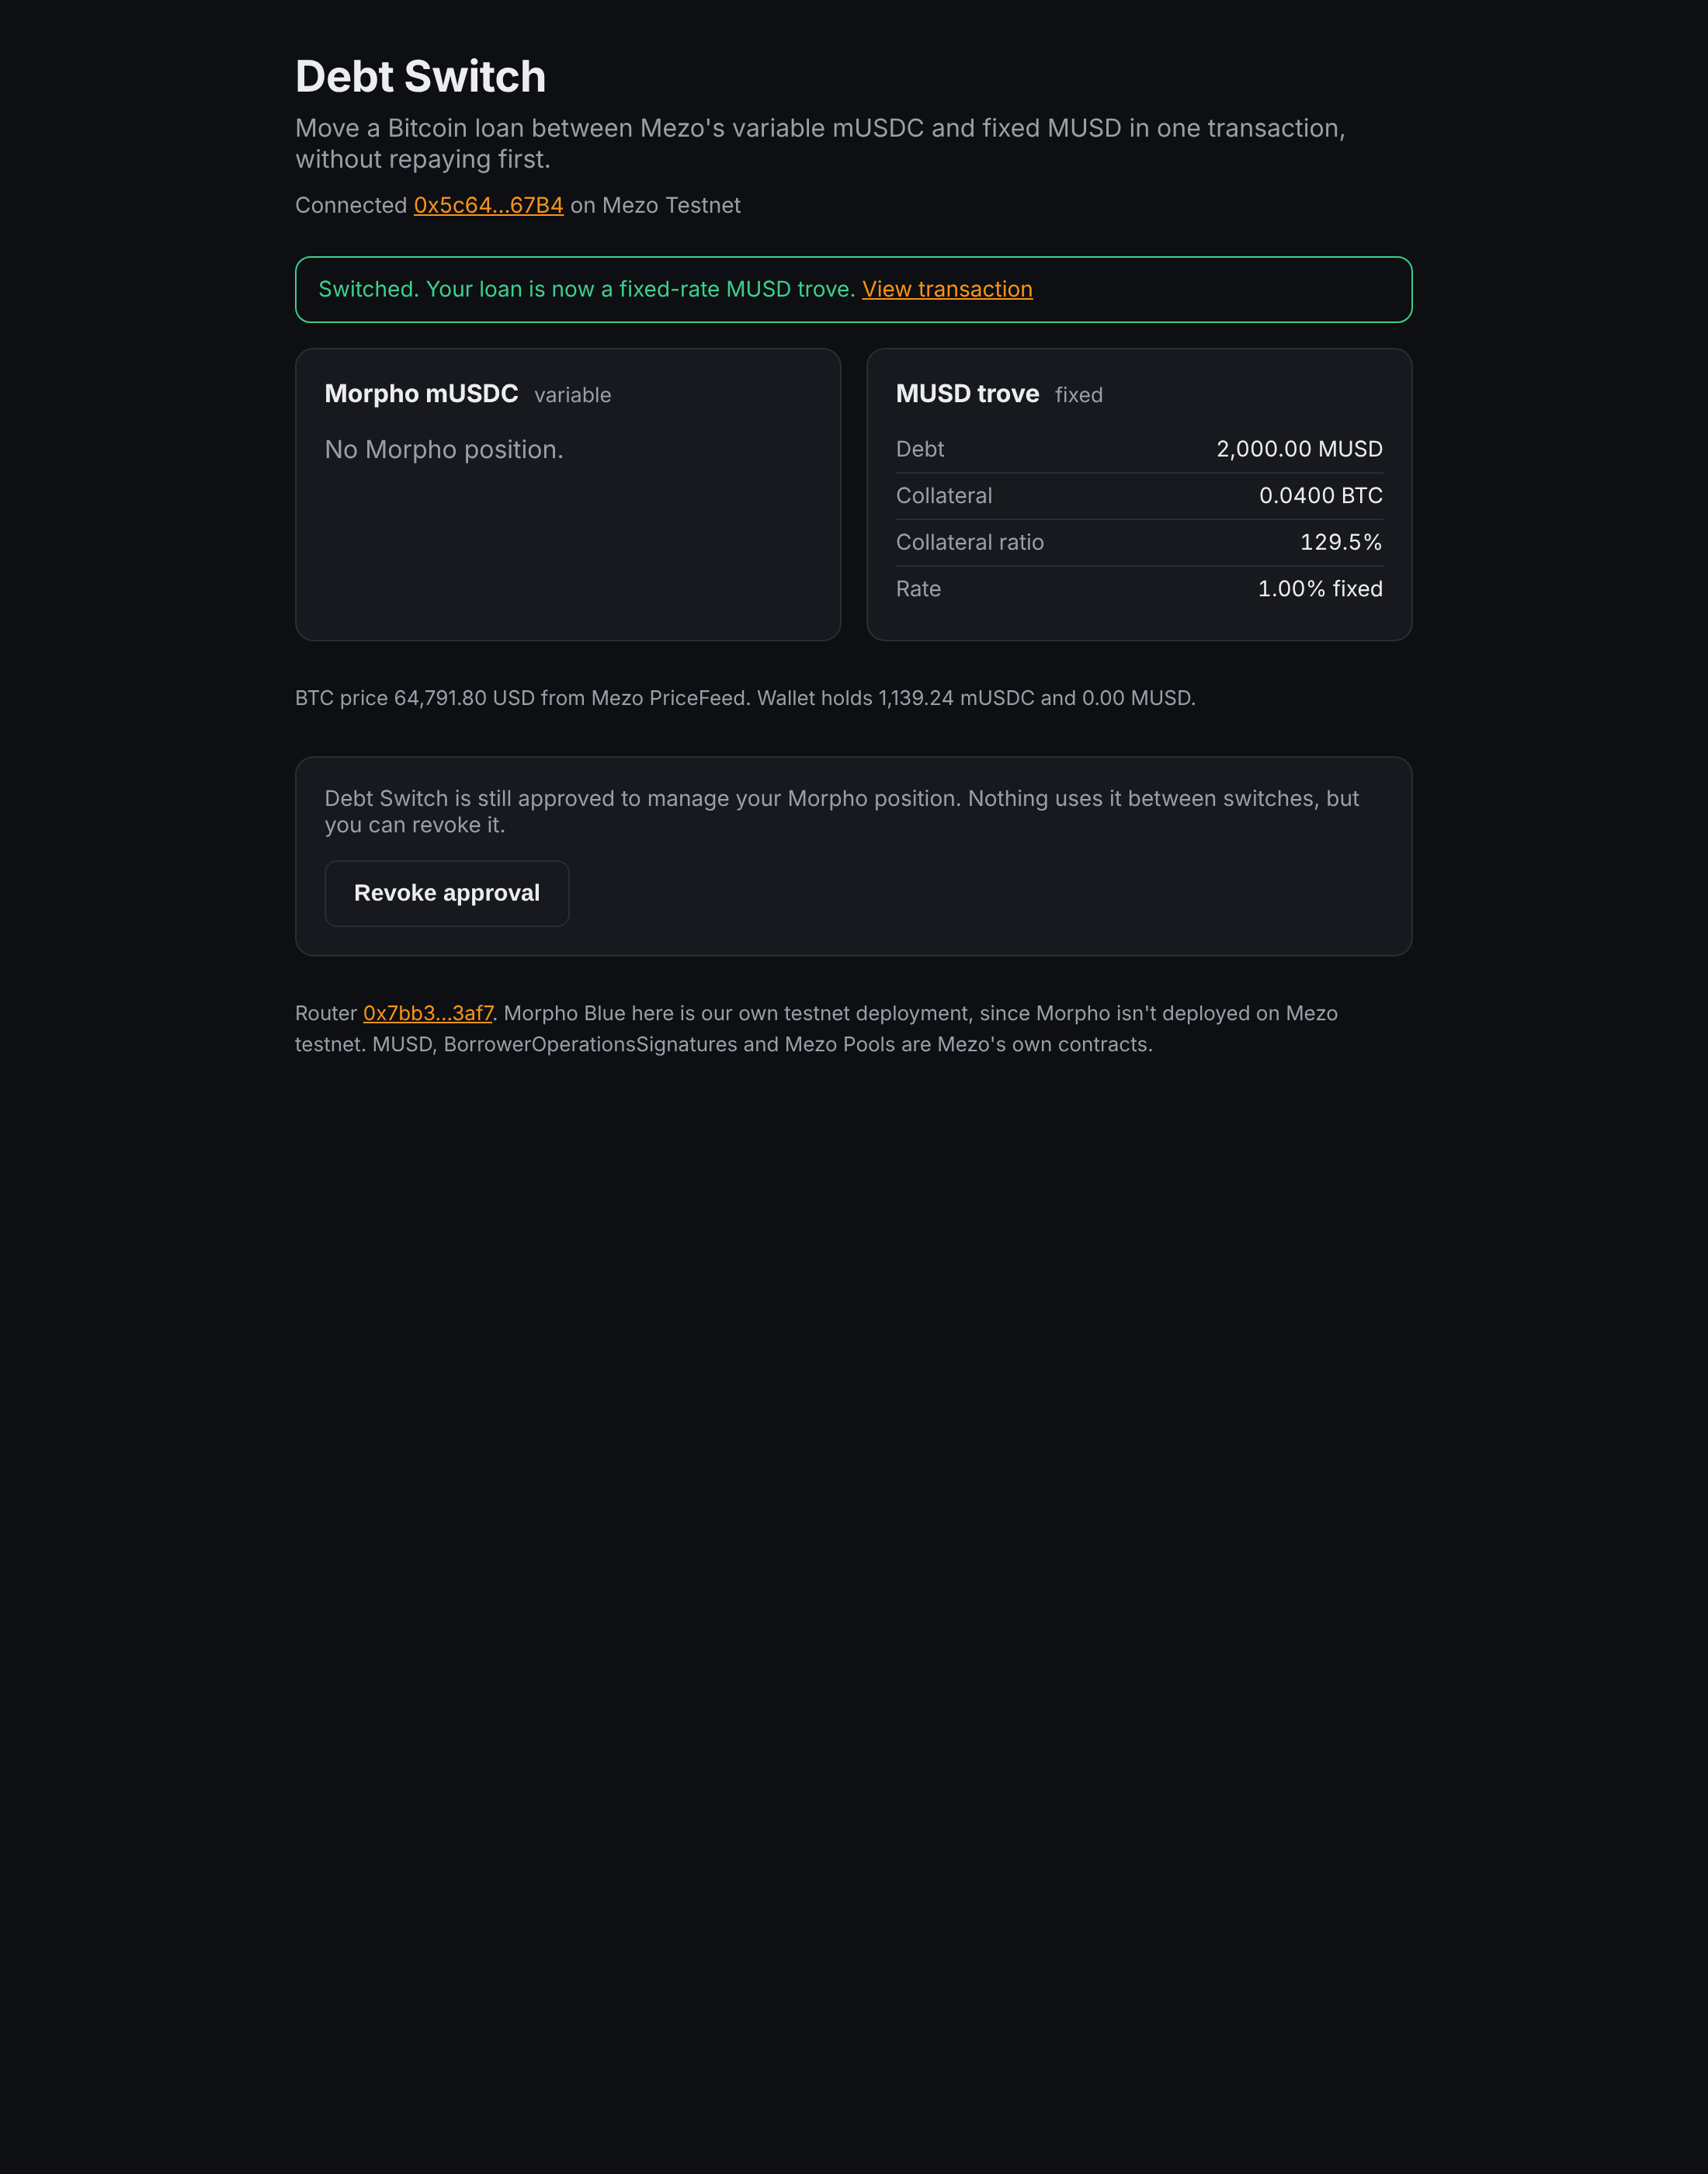 Debt Switch
Move a Bitcoin loan between Mezo's variable mUSDC and fixed MUSD in one transaction,
without repaying first.
Connected 0x5c64...67B4 on Mezo Testnet
Switched. Your loan is now a fixed-rate MUSD trove. View transaction
Morpho mUSDC variable
No Morpho position.
MUSD trove fixed
Debt 2,000.00 MUSD
Collateral 0.0400 BTC
Collateral ratio 129.5%
Rate 1.00% fixed
BTC price 64,791.80 USD from Mezo PriceFeed. Wallet holds 1,139.24 mUSDC and 0.00 MUSD.
Debt Switch is still approved to manage your Morpho position. Nothing uses it between switches, but
you can revoke it.
Revoke approval
Router 0x7bb3...3af7. Morpho Blue here is our own testnet deployment, since Morpho isn't deployed on Mezo
testnet. MUSD, BorrowerOperationsSignatures and Mezo Pools are Mezo's own contracts.